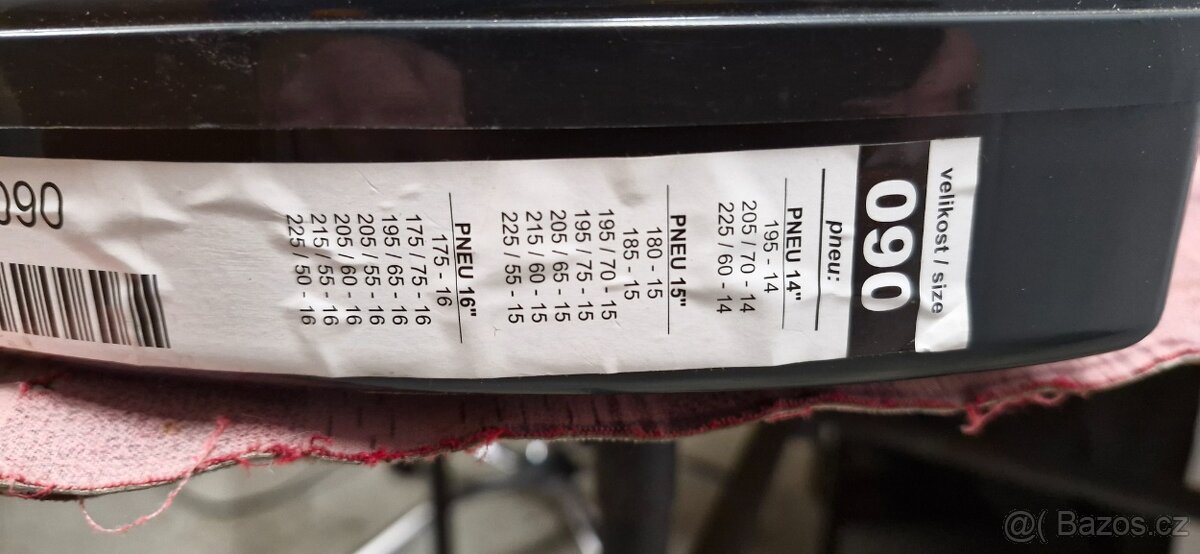 velikost / size
090
pneu:
PNEU 14"
195 - 14
205 / 70 - 14
225 / 60 - 14
PNEU 15"
180 - 15
185 - 15
195 / 70 - 15
195 / 75 - 15
205 / 65 - 15
215 / 60 - 15
225 / 55 - 15
PNEU 16"
175 - 16
175 / 75 - 16
195 / 65 - 16
205 / 55 - 16
205 / 60 - 16
215 / 55 - 16
225 / 50 - 16
090
@( Bazos.cz